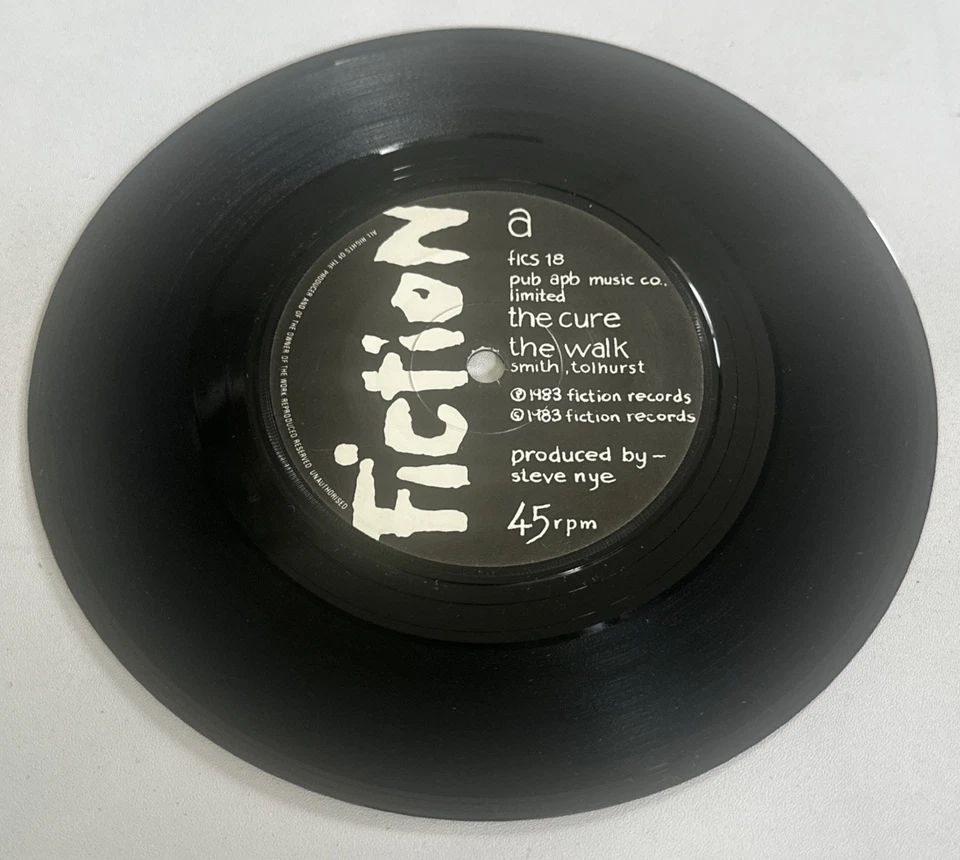 Fiction
a
fics 18
pub apb music co..
limited
the cure
the walk
smith, tolhurst
℗ 1983 fiction records
© 1983 fiction records
produced by –
steve nye
45 rpm
ALL RIGHTS OF THE PRODUCER AND OF THE OWNER OF THE WORK REPRODUCED RESERVED UNAUTHORISED